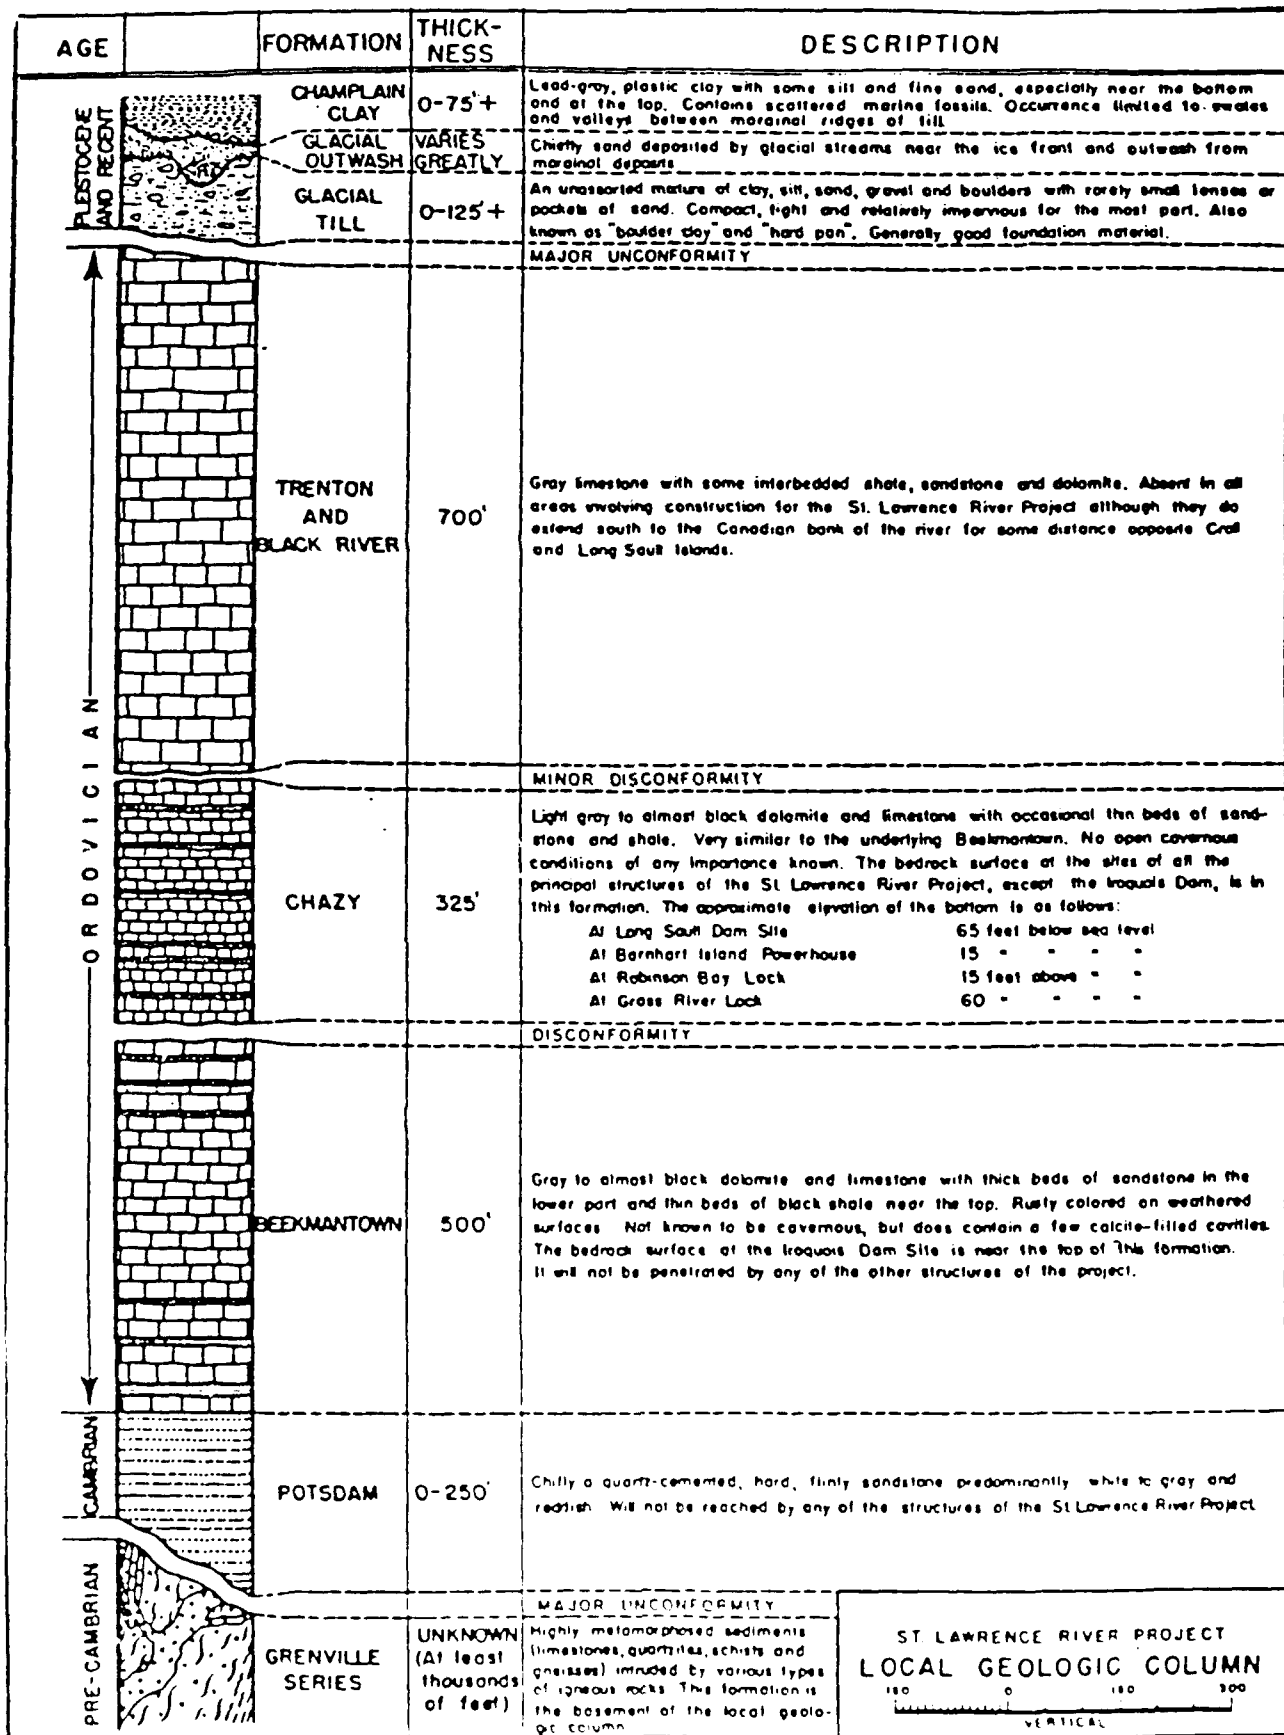 AGE
FORMATION
THICK-
NESS
DESCRIPTION
PLEISTOCENE
AND RECENT
CHAMPLAIN
CLAY
0-75'+
Lead-gray, plastic clay with some silt and fine sand, especially near the bottom
and at the top. Contains scattered marine fossils. Occurrence limited to swales
and valleys between morainal ridges of till
GLACIAL
OUTWASH
VARIES
GREATLY
Chiefly sand deposited by glacial streams near the ice front and outwash from
morainal deposits
GLACIAL
TILL
0-125'+
An unassorted mixture of clay, silt, sand, gravel and boulders with rarely small lenses or
pockets of sand. Compact, tight and relatively impervious for the most part. Also
known as "boulder clay" and "hard pan". Generally good foundation material.
MAJOR UNCONFORMITY
ORDOVICIAN
TRENTON
AND
BLACK RIVER
700'
Gray limestone with some interbedded shale, sandstone and dolomite. Absent in all
areas involving construction for the St. Lawrence River Project although they do
extend south to the Canadian bank of the river for some distance opposite Croil
and Long Sault Islands.
MINOR DISCONFORMITY
CHAZY
325'
Light gray to almost black dolomite and limestone with occasional thin beds of sand-
stone and shale. Very similar to the underlying Beekmantown. No open cavernous
conditions of any importance known. The bedrock surface at the sites of all the
principal structures of the St. Lawrence River Project, except the Iroquois Dam, is in
this formation. The approximate elevation of the bottom is as follows:
At Long Sault Dam Site 65 feet below sea level
At Barnhart Island Powerhouse 15 " " " "
At Robinson Bay Lock 15 feet above " "
At Grass River Lock 60 " " " "
DISCONFORMITY
BEEKMANTOWN
500'
Gray to almost black dolomite and limestone with thick beds of sandstone in the
lower part and thin beds of black shale near the top. Rusty colored on weathered
surfaces. Not known to be cavernous, but does contain a few calcite-filled cavities.
The bedrock surface at the Iroquois Dam Site is near the top of this formation.
It will not be penetrated by any of the other structures of the project.
CAMBRIAN
POTSDAM
0-250'
Chifly a quartz-cemented, hard, flinty sandstone predominantly white to gray and
reddish. Will not be reached by any of the structures of the St Lawrence River Project
MAJOR UNCONFORMITY
PRE-CAMBRIAN
GRENVILLE
SERIES
UNKNOWN
(At least
thousands
of feet)
Highly metamorphosed sediments
(limestones, quartzites, schists and
gneisses) intruded by various types
of igneous rocks. This formation is
the basement of the local geolo-
gic column
ST. LAWRENCE RIVER PROJECT
LOCAL GEOLOGIC COLUMN
150 0 150 300
VERTICAL